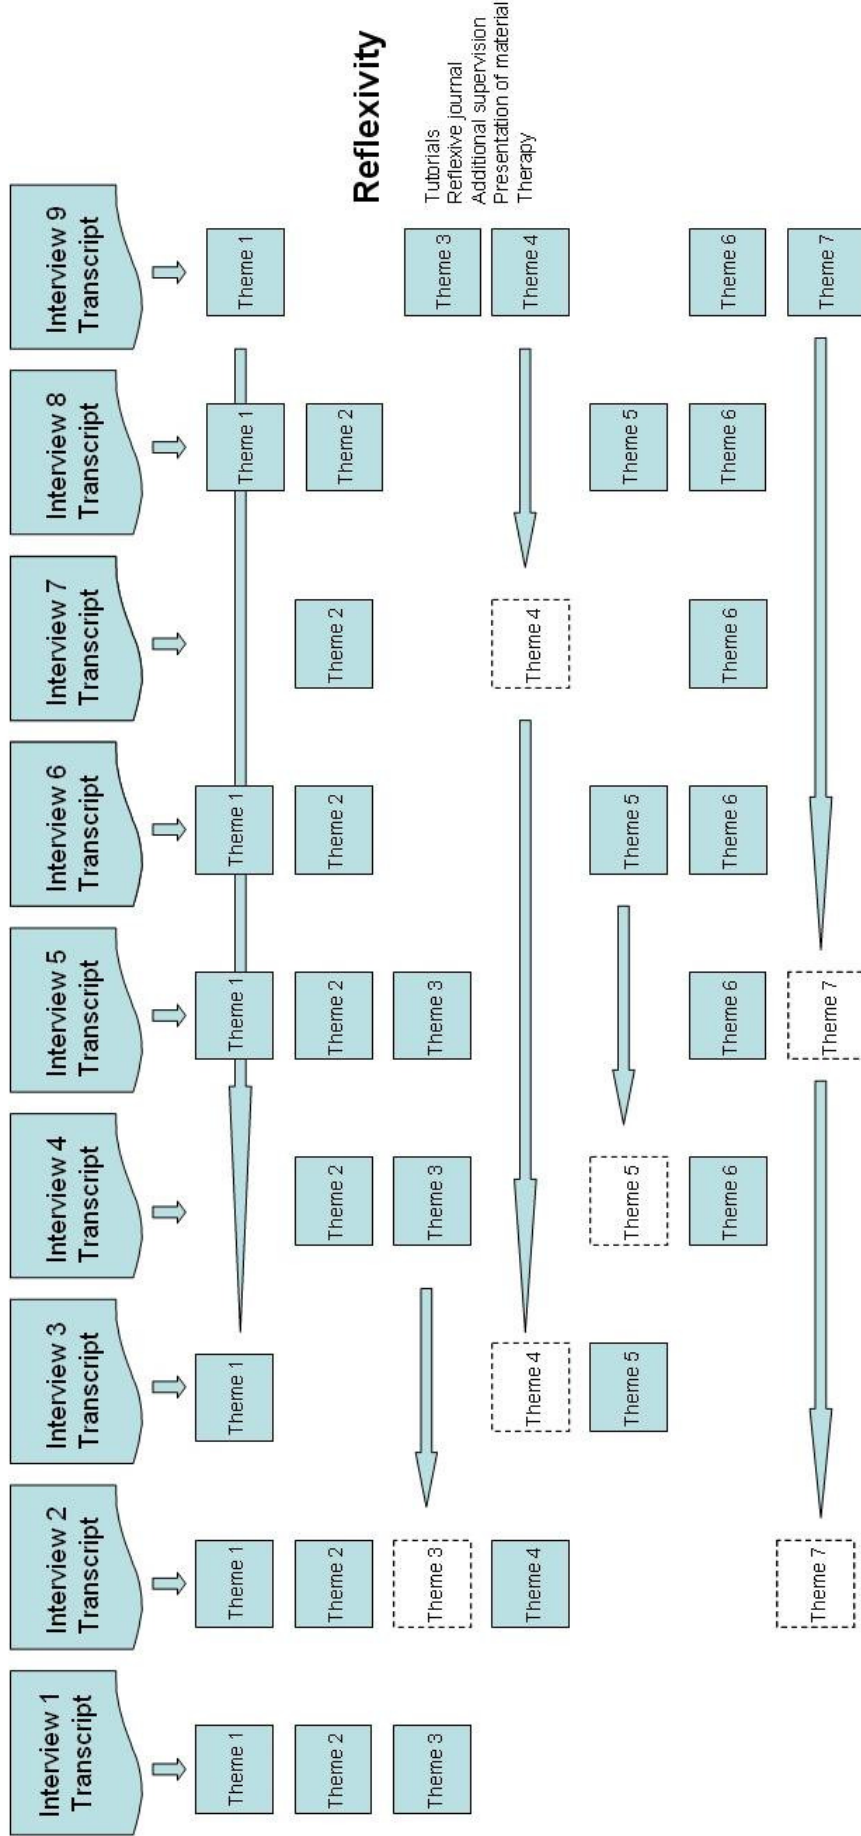 Interview 1
Transcript
Interview 2
Transcript
Interview 3
Transcript
Interview 4
Transcript
Interview 5
Transcript
Interview 6
Transcript
Interview 7
Transcript
Interview 8
Transcript
Interview 9
Transcript
Theme 1
Theme 1
Theme 1
Theme 1
Theme 1
Theme 1
Theme 1
Theme 2
Theme 2
Theme 2
Theme 2
Theme 2
Theme 2
Theme 2
Theme 3
Theme 3
Theme 3
Theme 3
Theme 3
Theme 4
Theme 4
Theme 4
Theme 4
Theme 5
Theme 5
Theme 5
Theme 5
Theme 6
Theme 6
Theme 6
Theme 6
Theme 6
Theme 6
Theme 7
Theme 7
Theme 7
Reflexivity
Tutorials
Reflexive journal
Additional supervision
Presentation of material
Therapy